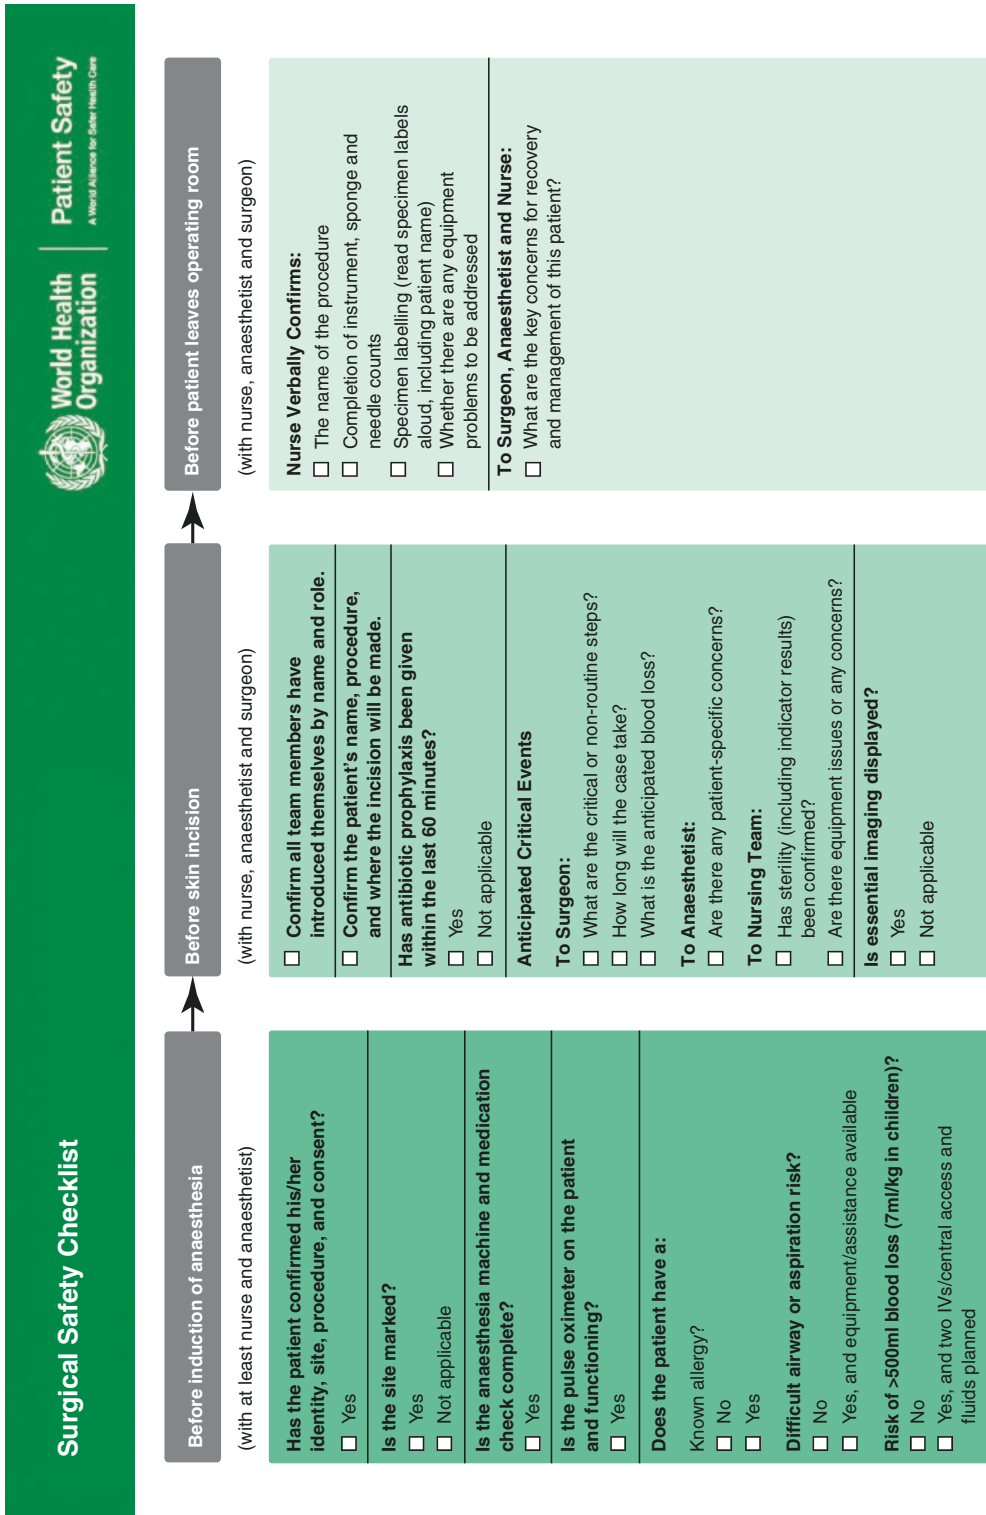 Surgical Safety Checklist
World Health
Organization
Patient Safety
A World Alliance for Safer Health Care
Before induction of anaesthesia
(with at least nurse and anaesthetist)
Has the patient confirmed his/her
identity, site, procedure, and consent?
Yes
Is the site marked?
Yes
Not applicable
Is the anaesthesia machine and medication
check complete?
Yes
Is the pulse oximeter on the patient
and functioning?
Yes
Does the patient have a:
Known allergy?
No
Yes
Difficult airway or aspiration risk?
No
Yes, and equipment/assistance available
Risk of >500ml blood loss (7ml/kg in children)?
No
Yes, and two IVs/central access and
fluids planned
Before skin incision
(with nurse, anaesthetist and surgeon)
Confirm all team members have
introduced themselves by name and role.
Confirm the patient's name, procedure,
and where the incision will be made.
Has antibiotic prophylaxis been given
within the last 60 minutes?
Yes
Not applicable
Anticipated Critical Events
To Surgeon:
What are the critical or non-routine steps?
How long will the case take?
What is the anticipated blood loss?
To Anaesthetist:
Are there any patient-specific concerns?
To Nursing Team:
Has sterility (including indicator results)
been confirmed?
Are there equipment issues or any concerns?
Is essential imaging displayed?
Yes
Not applicable
Before patient leaves operating room
(with nurse, anaesthetist and surgeon)
Nurse Verbally Confirms:
The name of the procedure
Completion of instrument, sponge and
needle counts
Specimen labelling (read specimen labels
aloud, including patient name)
Whether there are any equipment
problems to be addressed
To Surgeon, Anaesthetist and Nurse:
What are the key concerns for recovery
and management of this patient?